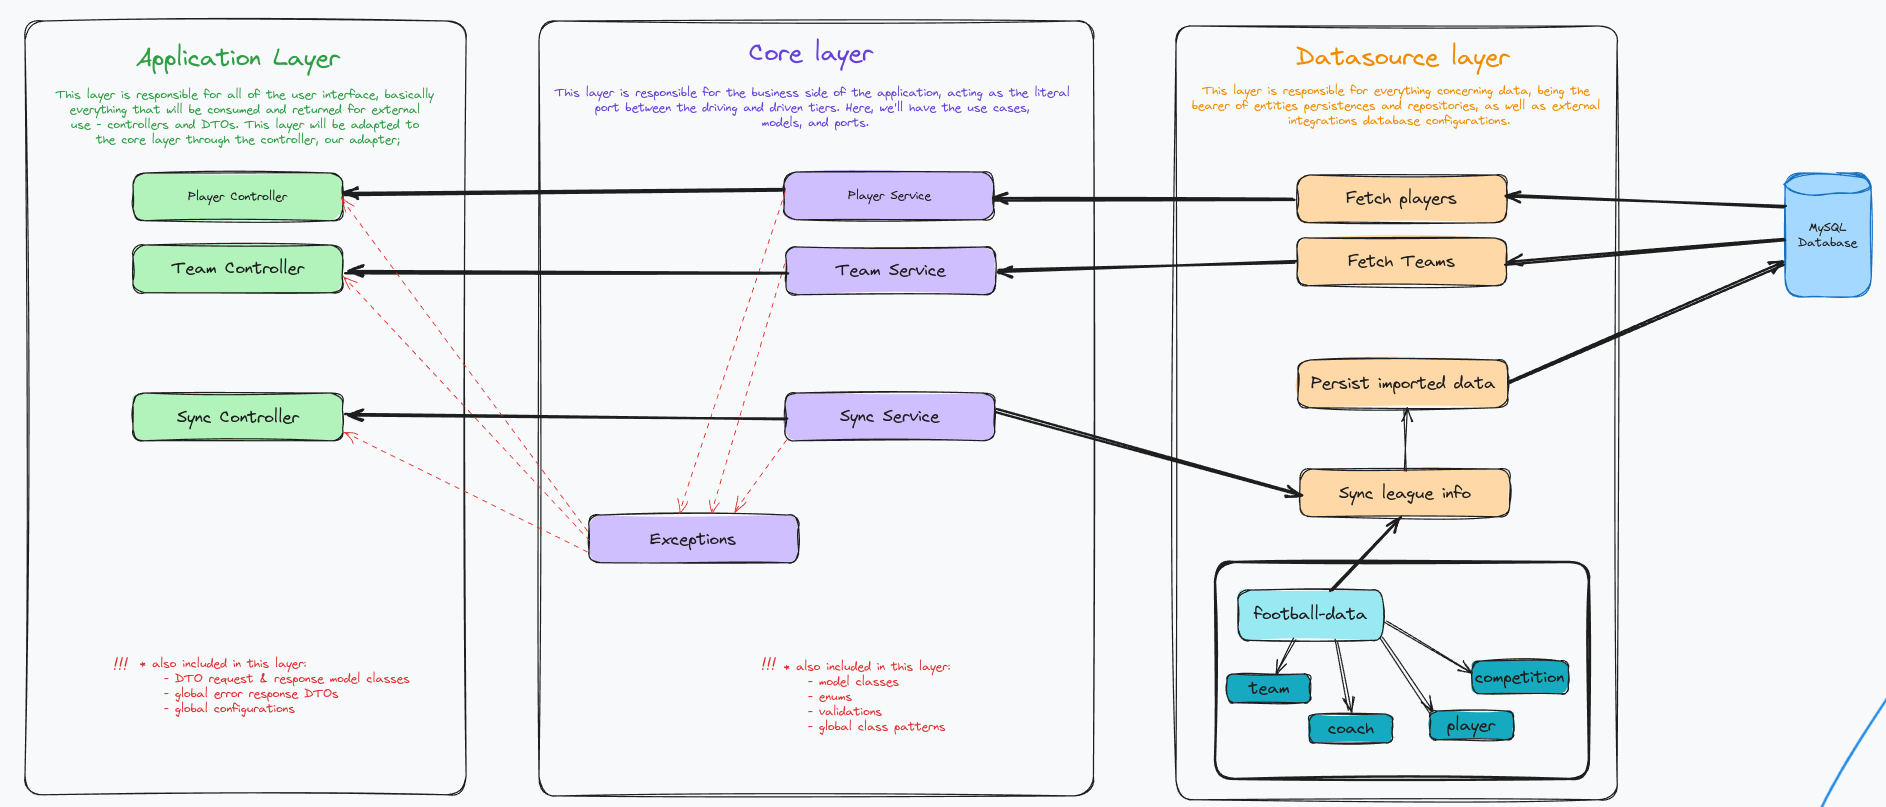 Application Layer
This layer is responsible for all of the user interface, basically
everything that will be consumed and returned for external
use - controllers and DTOs. This layer will be adapted to
the core layer through the controller, our adapter;
Player Controller
Team Controller
Sync Controller
!!! * also included in this layer:
- DTO request & response model classes
- global error response DTOs
- global configurations
Core layer
This layer is responsible for the business side of the application, acting as the literal
port between the driving and driven tiers. Here, we'll have the use cases,
models, and ports.
Player Service
Team Service
Sync Service
Exceptions
!!! * also included in this layer:
- model classes
- enums
- validations
- global class patterns
Datasource layer
This layer is responsible for everything concerning data, being the
bearer of entities persistences and repositories, as well as external
integrations database configurations.
Fetch players
Fetch Teams
Persist imported data
Sync league info
football-data
team
coach
player
competition
MySQL
Database